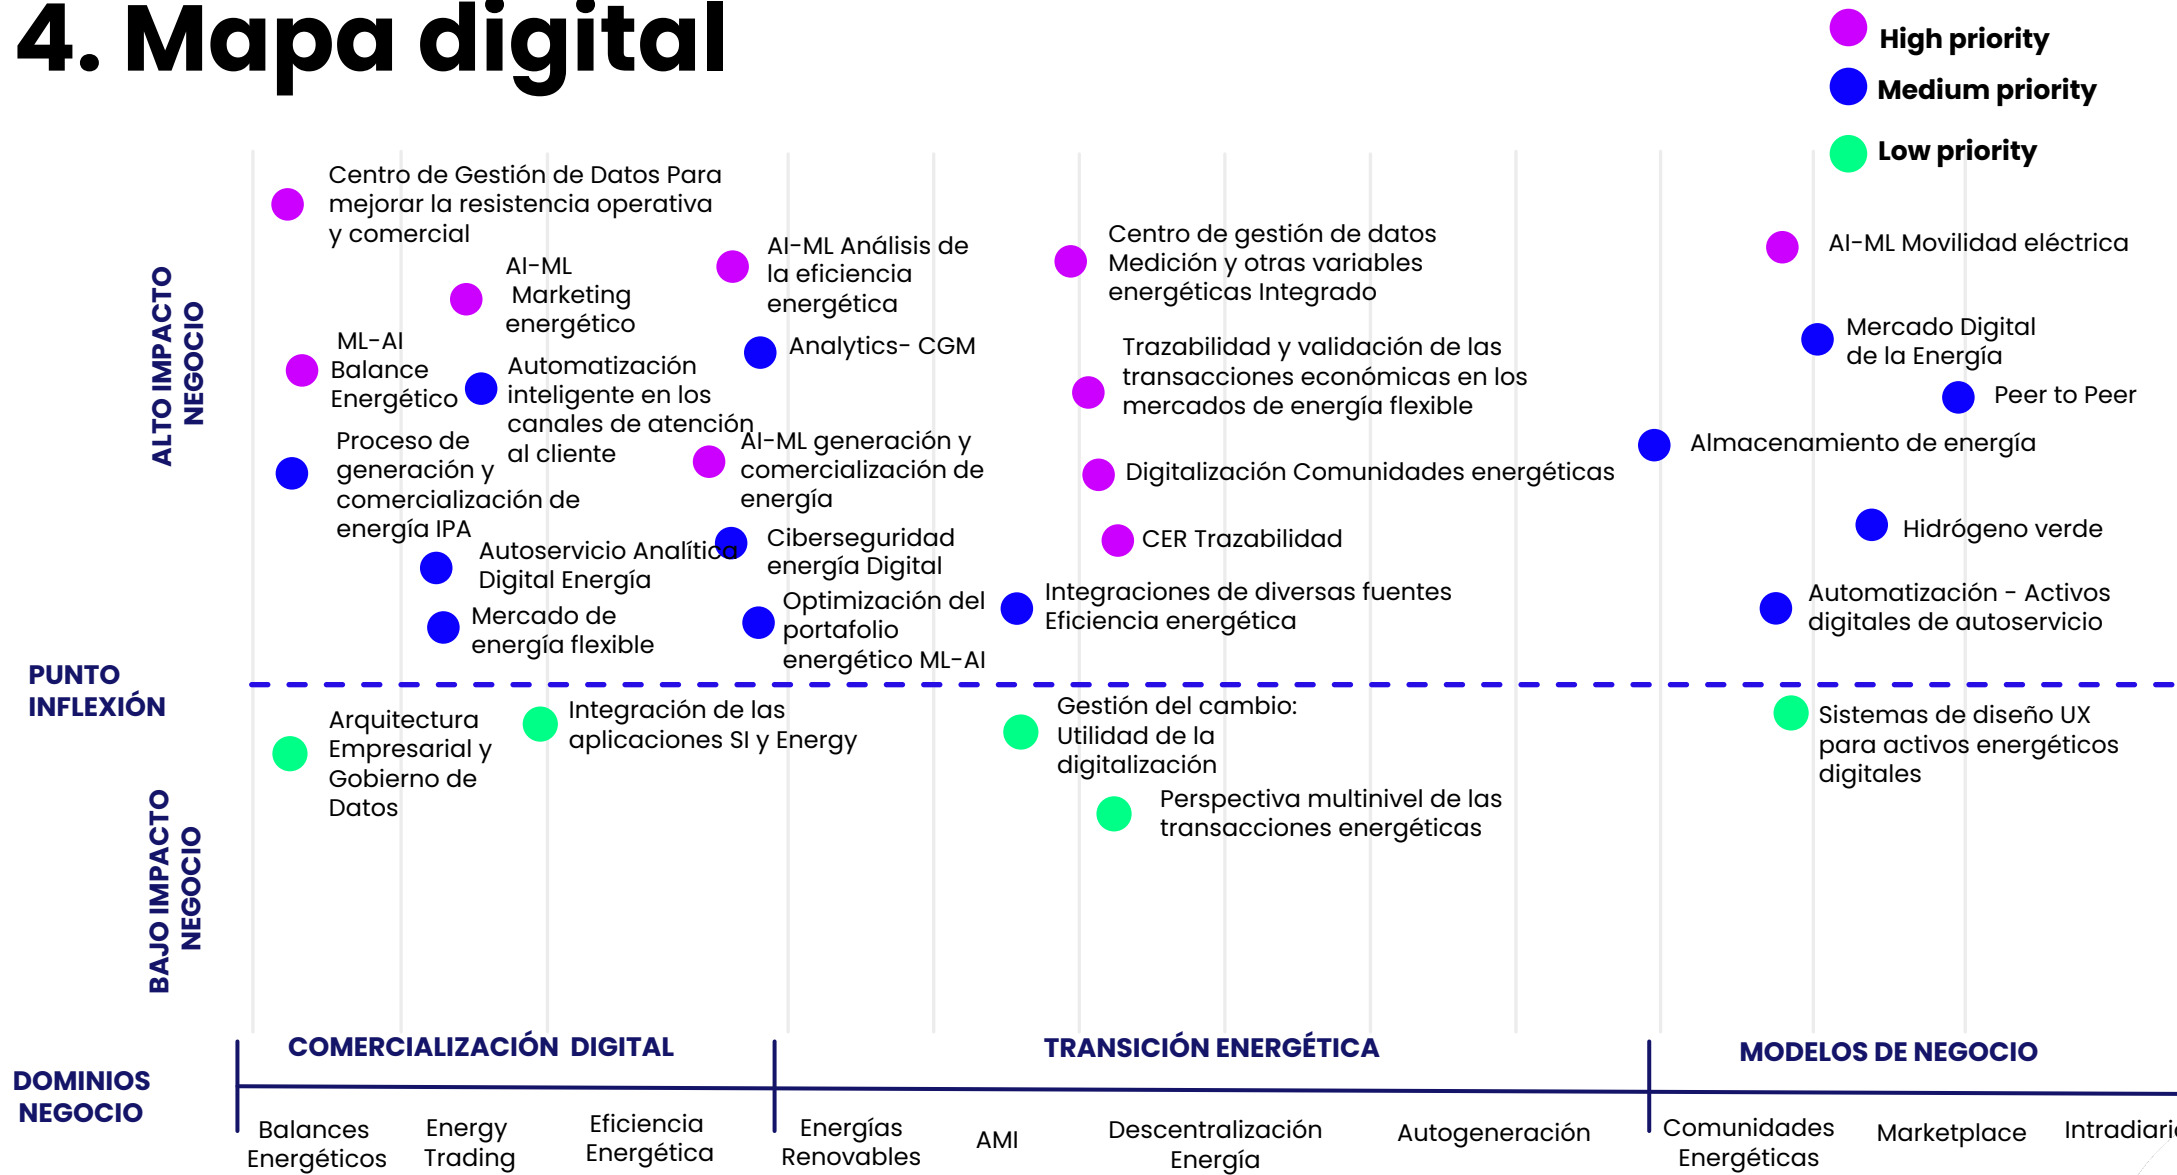 4. Mapa digital
High priority
Medium priority
Low priority
ALTO IMPACTO
NEGOCIO
Centro de Gestión de Datos Para
mejorar la resistencia operativa
y comercial
AI-ML
Marketing
energético
ML-AI
Balance
Energético
Automatización
inteligente en los
canales de atención
al cliente
Proceso de
generación y
comercialización de
energía IPA
Autoservicio Analítica
Digital Energía
Mercado de
energía flexible
AI-ML Análisis de
la eficiencia
energética
Analytics- CGM
AI-ML generación y
comercialización de
energía
Ciberseguridad
energía Digital
Optimización del
portafolio
energético ML-AI
Centro de gestión de datos
Medición y otras variables
energéticas Integrado
Trazabilidad y validación de las
transacciones económicas en los
mercados de energía flexible
Digitalización Comunidades energéticas
CER Trazabilidad
Integraciones de diversas fuentes
Eficiencia energética
AI-ML Movilidad eléctrica
Mercado Digital
de la Energía
Peer to Peer
Almacenamiento de energía
Hidrógeno verde
Automatización - Activos
digitales de autoservicio
PUNTO
INFLEXIÓN
BAJO IMPACTO
NEGOCIO
Arquitectura
Empresarial y
Gobierno de
Datos
Integración de las
aplicaciones SI y Energy
Gestión del cambio:
Utilidad de la
digitalización
Perspectiva multinivel de las
transacciones energéticas
Sistemas de diseño UX
para activos energéticos
digitales
DOMINIOS
NEGOCIO
COMERCIALIZACIÓN DIGITAL
TRANSICIÓN ENERGÉTICA
MODELOS DE NEGOCIO
Balances
Energéticos
Energy
Trading
Eficiencia
Energética
Energías
Renovables
AMI
Descentralización
Energía
Autogeneración
Comunidades
Energéticas
Marketplace